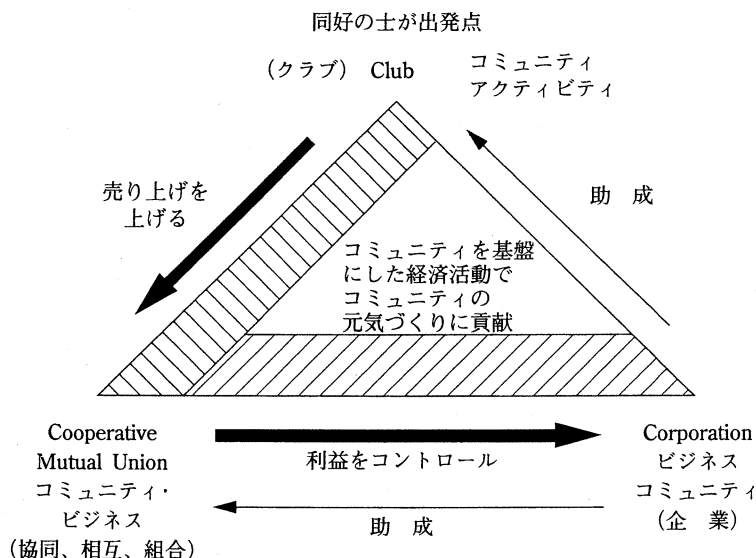 同好の士が出発点
（クラブ） Club
コミュニティ
アクティビティ
売り上げを
上げる
助　成
コミュニティを基盤
にした経済活動で
コミュニティの
元気づくりに貢献
Cooperative
Mutual Union
コミュニティ・
ビジネス
（協同、相互、組合）
利益をコントロール
助　成
Corporation
ビジネス
コミュニティ
（企　業）